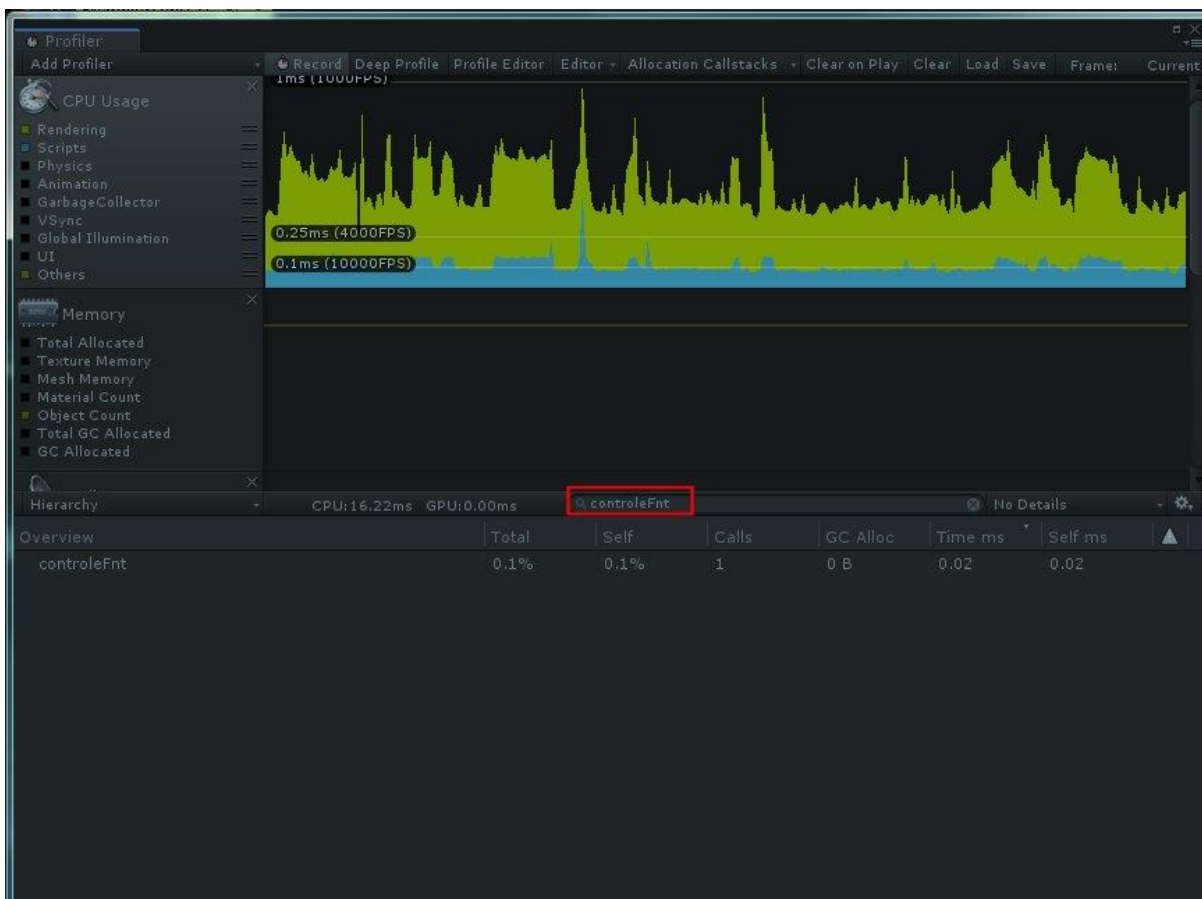 Profiler
Add Profiler
Record Deep Profile Profile Editor Editor Allocation Callstacks Clear on Play Clear Load Save Frame: Current
CPU Usage
Rendering
Scripts
Physics
Animation
GarbageCollector
VSync
Global Illumination
UI
Others
1ms (1000FPS)
0.25ms (4000FPS)
0.1ms (10000FPS)
Memory
Total Allocated
Texture Memory
Mesh Memory
Material Count
Object Count
Total GC Allocated
GC Allocated
Hierarchy CPU:16.22ms GPU:0.00ms controleFnt No Details
Overview Total Self Calls GC Alloc Time ms Self ms
controleFnt 0.1% 0.1% 1 0 B 0.02 0.02